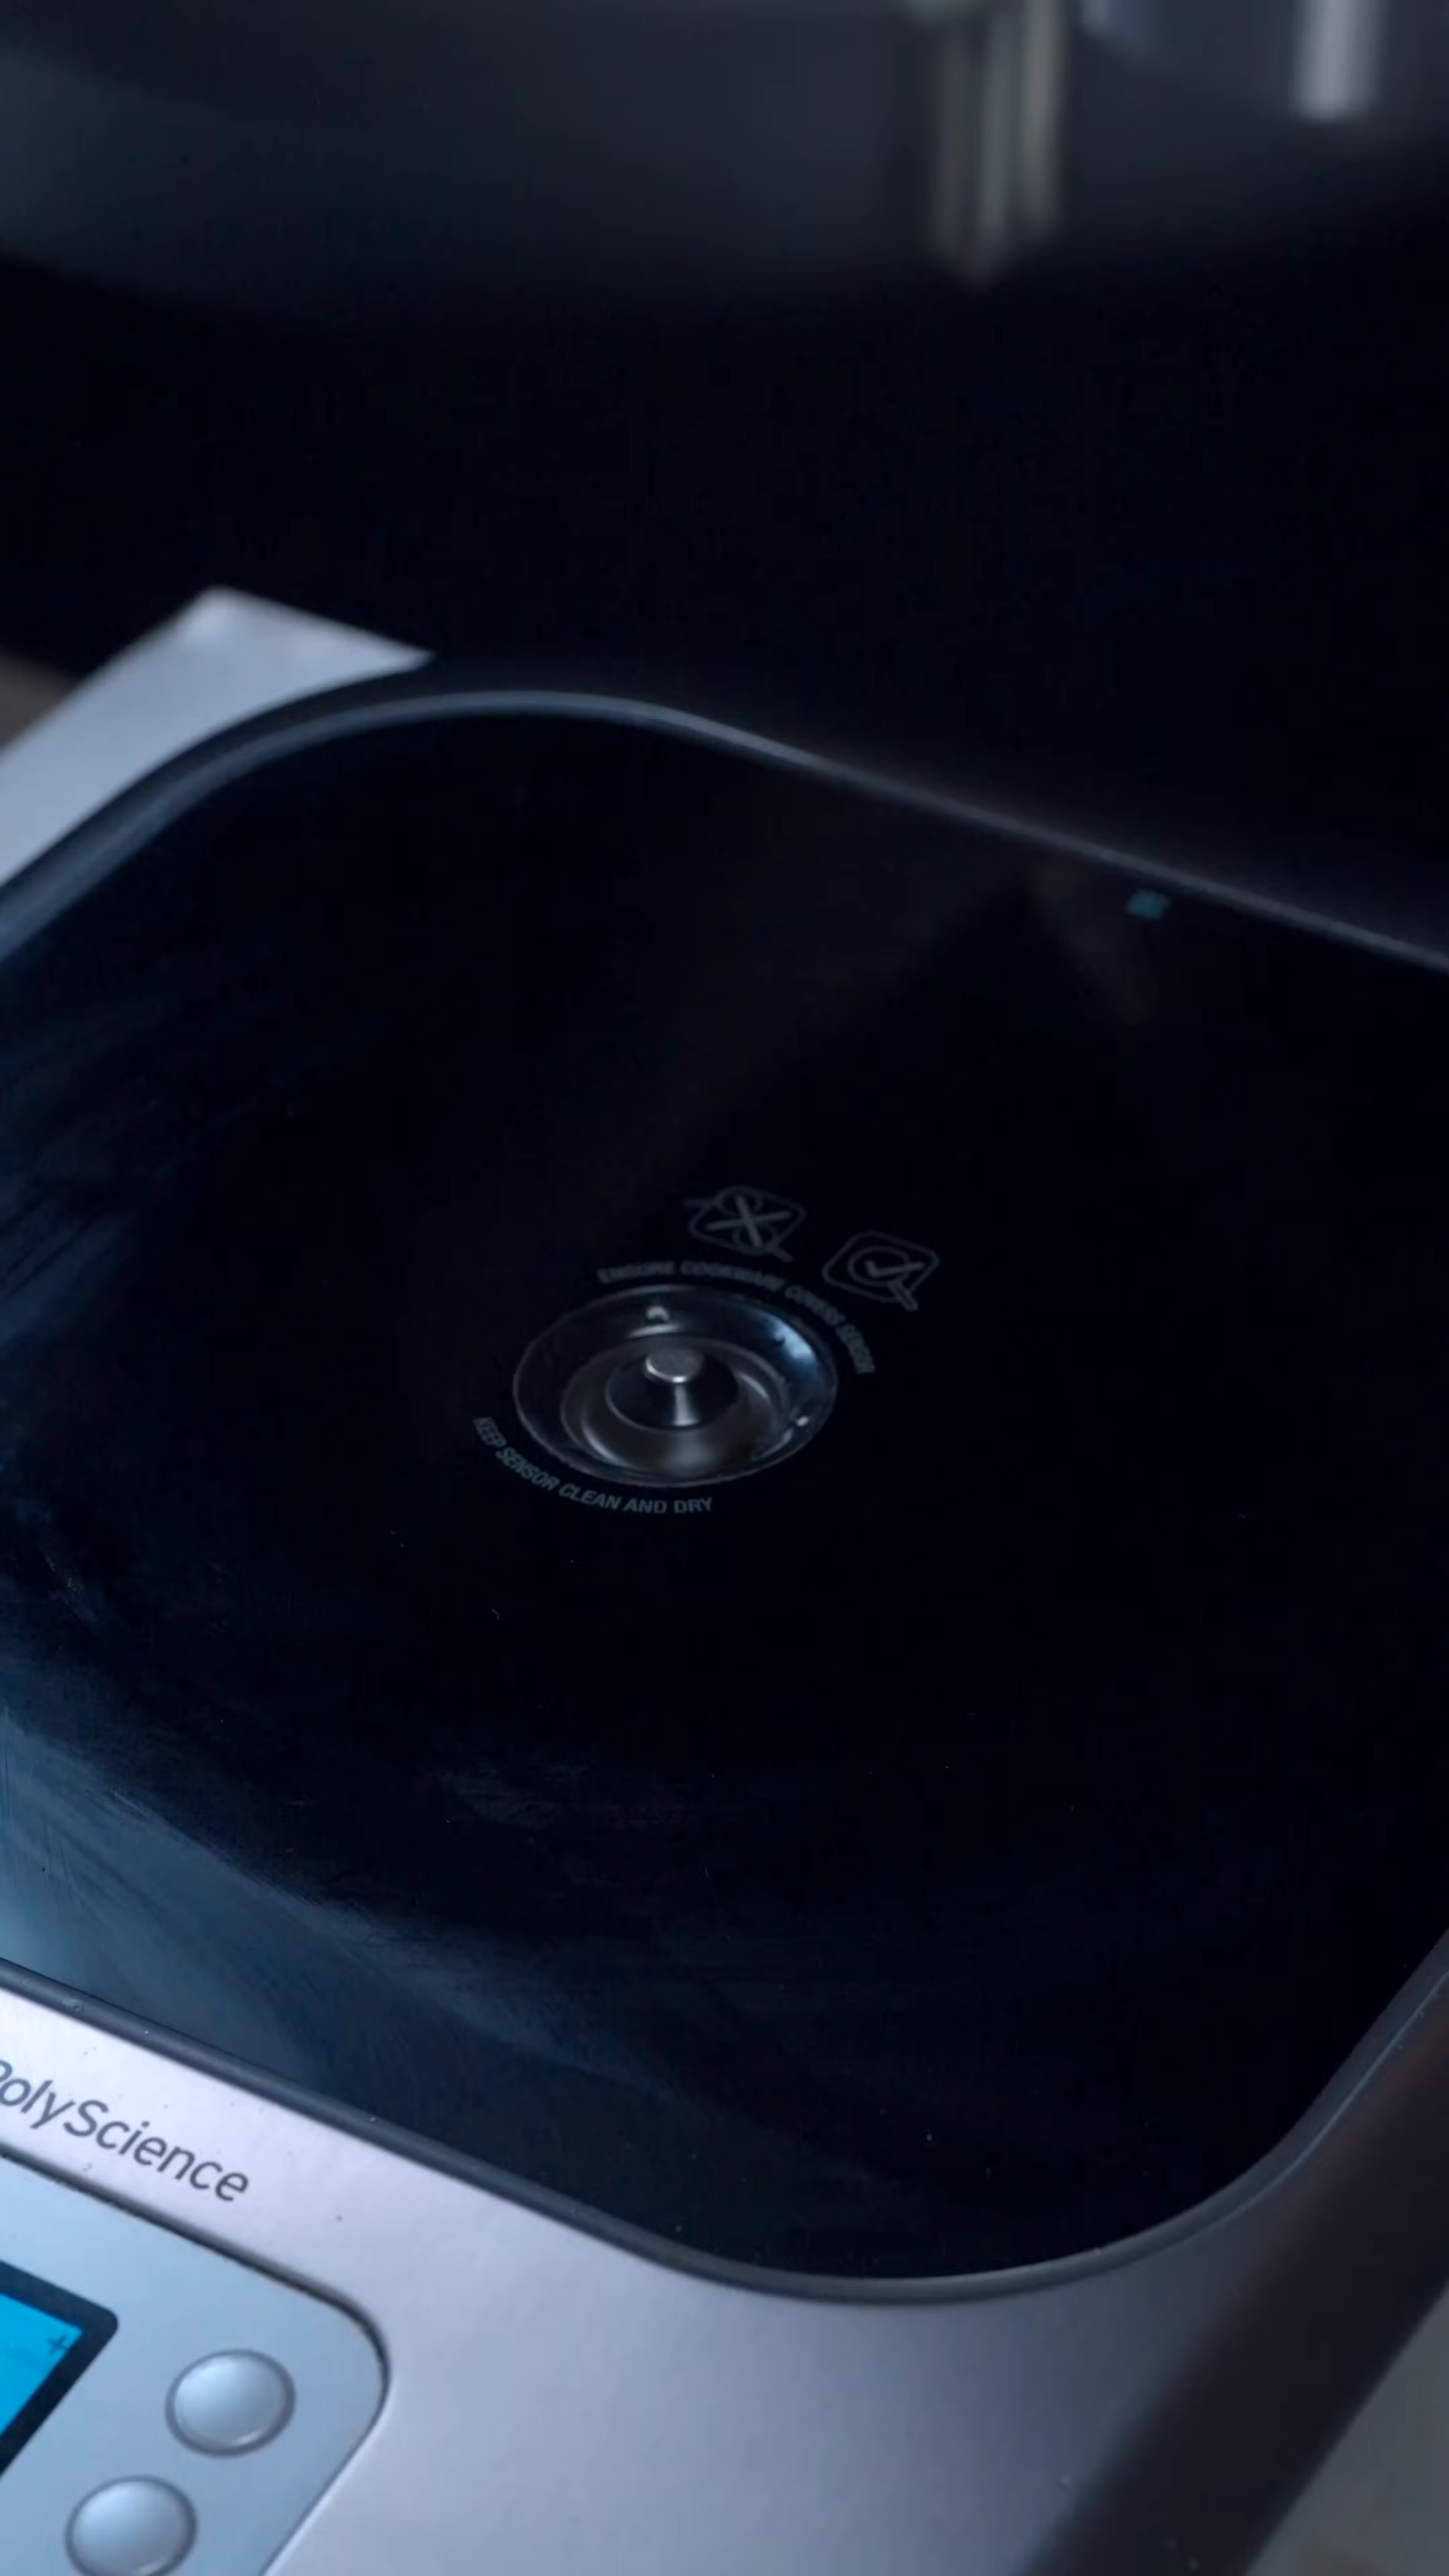 ENSURE COOKWARE COVERS SENSOR
KEEP SENSOR CLEAN AND DRY
PolyScience
+